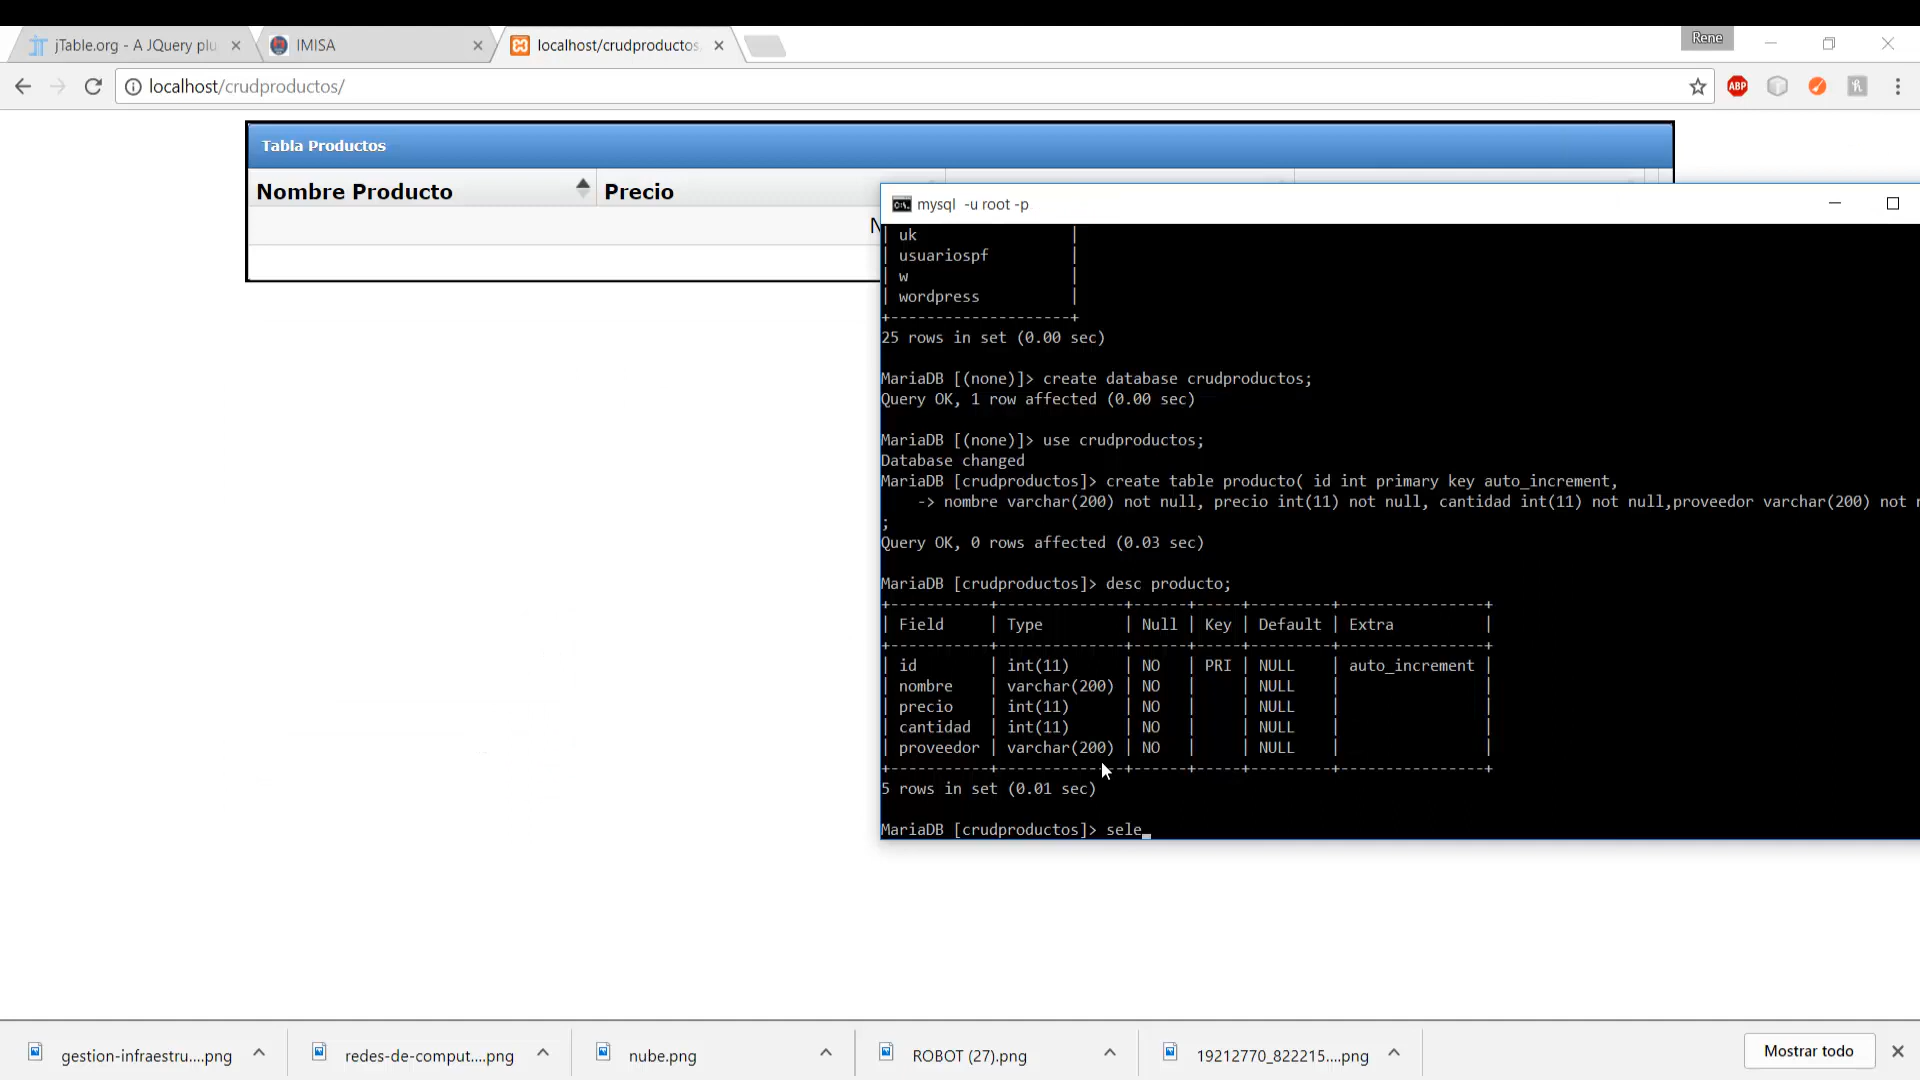 jTable.org - A JQuery plu
IMISA
localhost/crudproductos
Rene
localhost/crudproductos/
ABP
Tabla Productos
Nombre Producto
Precio
mysql -u root -p
| uk |
| usuariospf |
| w |
| wordpress |
+--------------------+
25 rows in set (0.00 sec)
MariaDB [(none)]> create database crudproductos;
Query OK, 1 row affected (0.00 sec)
MariaDB [(none)]> use crudproductos;
Database changed
MariaDB [crudproductos]> create table producto( id int primary key auto_increment,
-> nombre varchar(200) not null, precio int(11) not null, cantidad int(11) not null,proveedor varchar(200) not
;
Query OK, 0 rows affected (0.03 sec)
MariaDB [crudproductos]> desc producto;
+-----------+--------------+------+-----+---------+----------------+
| Field | Type | Null | Key | Default | Extra |
+-----------+--------------+------+-----+---------+----------------+
| id | int(11) | NO | PRI | NULL | auto_increment |
| nombre | varchar(200) | NO | | NULL | |
| precio | int(11) | NO | | NULL | |
| cantidad | int(11) | NO | | NULL | |
| proveedor | varchar(200) | NO | | NULL | |
+-----------+--------------+------+-----+---------+----------------+
5 rows in set (0.01 sec)
MariaDB [crudproductos]> sele_
gestion-infraestru....png
redes-de-comput....png
nube.png
ROBOT (27).png
19212770_822215....png
Mostrar todo